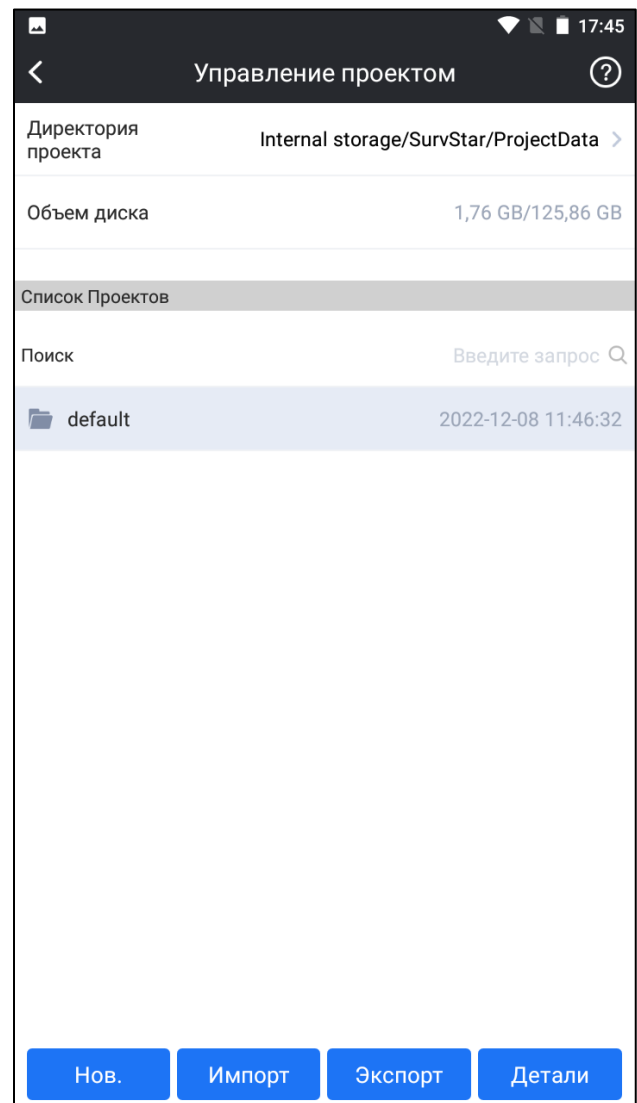 17:45
Управление проектом
Директория
проекта
Internal storage/SurvStar/ProjectData
Объем диска 1,76 GB/125,86 GB
Список Проектов
Поиск Введите запрос
default 2022-12-08 11:46:32
Нов. Импорт Экспорт Детали